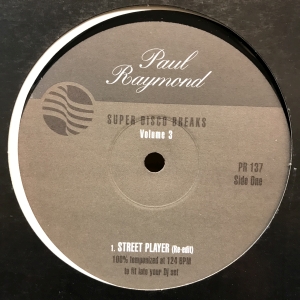 Paul
Raymond
SUPER DISCO BREAKS
Volume 3
PR 137
Side One
1. STREET PLAYER (Re-edit)
100% temponized at 124 BPM
to fit into your Dj set